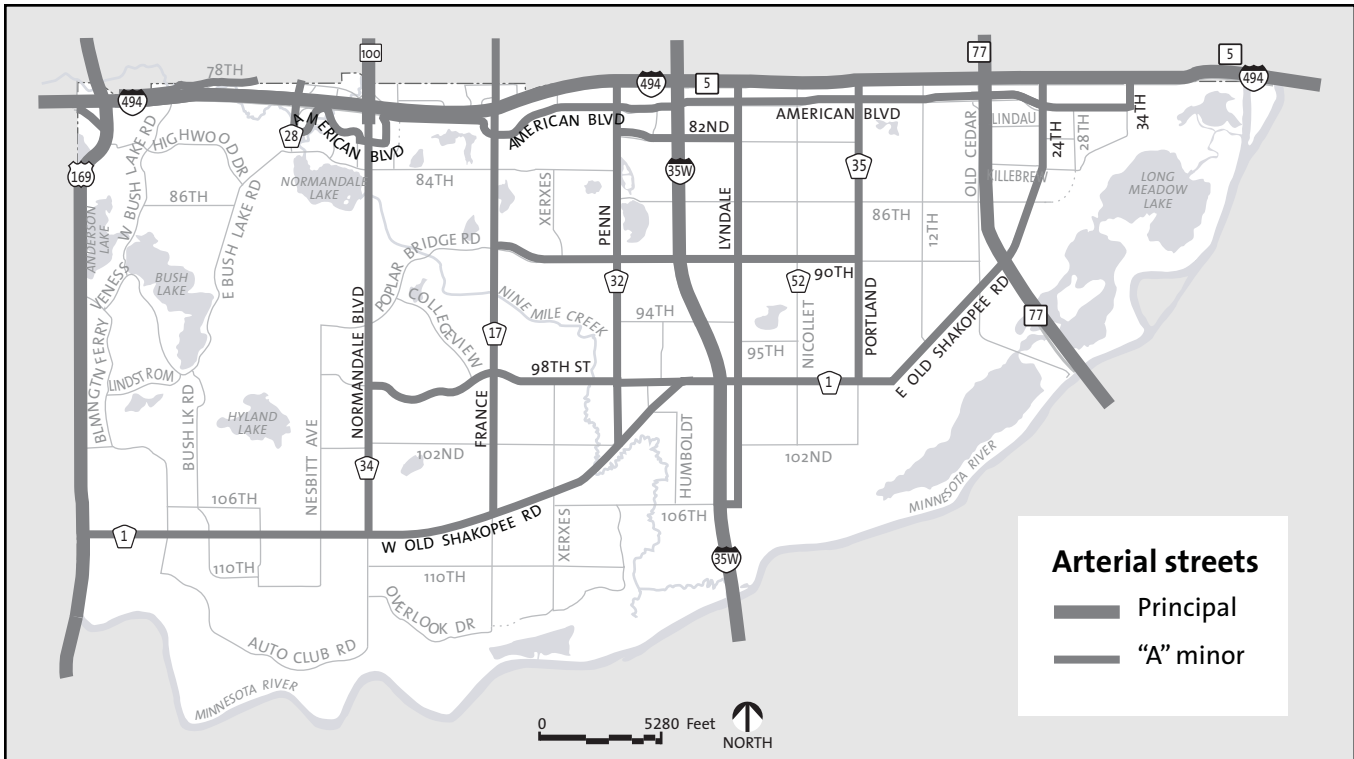 78TH
100
77
5
494
494
5
494
28
AMERICAN BLVD
AMERICAN BLVD
AMERICAN BLVD
82ND
LINDAU
24TH
28TH
34TH
HIGHWOOD DR
W BUSH LAKE RD
169
NORMANDALE
LAKE
84TH
XERXES
35W
35
OLD CEDAR
KILLEBREW
LONG
MEADOW
LAKE
86TH
ANDERSON
LAKE
E BUSH LAKE RD
PENN
LYNDALE
86TH
12TH
BUSH
LAKE
VENESS
POPLAR BRIDGE RD
32
52
90TH
COLLEGEVIEW
NINE MILE CREEK
94TH
NICOLLET
PORTLAND
E OLD SHAKOPEE RD
77
BLMNGTN FERRY
NORMANDALE BLVD
17
95TH
98TH ST
1
LINDSTROM
BUSH LK RD
HYLAND
LAKE
NESBITT AVE
FRANCE
HUMBOLDT
102ND
102ND
34
MINNESOTA RIVER
106TH
106TH
1
W OLD SHAKOPEE RD
XERXES
35W
110TH
110TH
OVERLOOK DR
AUTO CLUB RD
MINNESOTA RIVER
Arterial streets
Principal
“A” minor
0 5280 Feet
NORTH